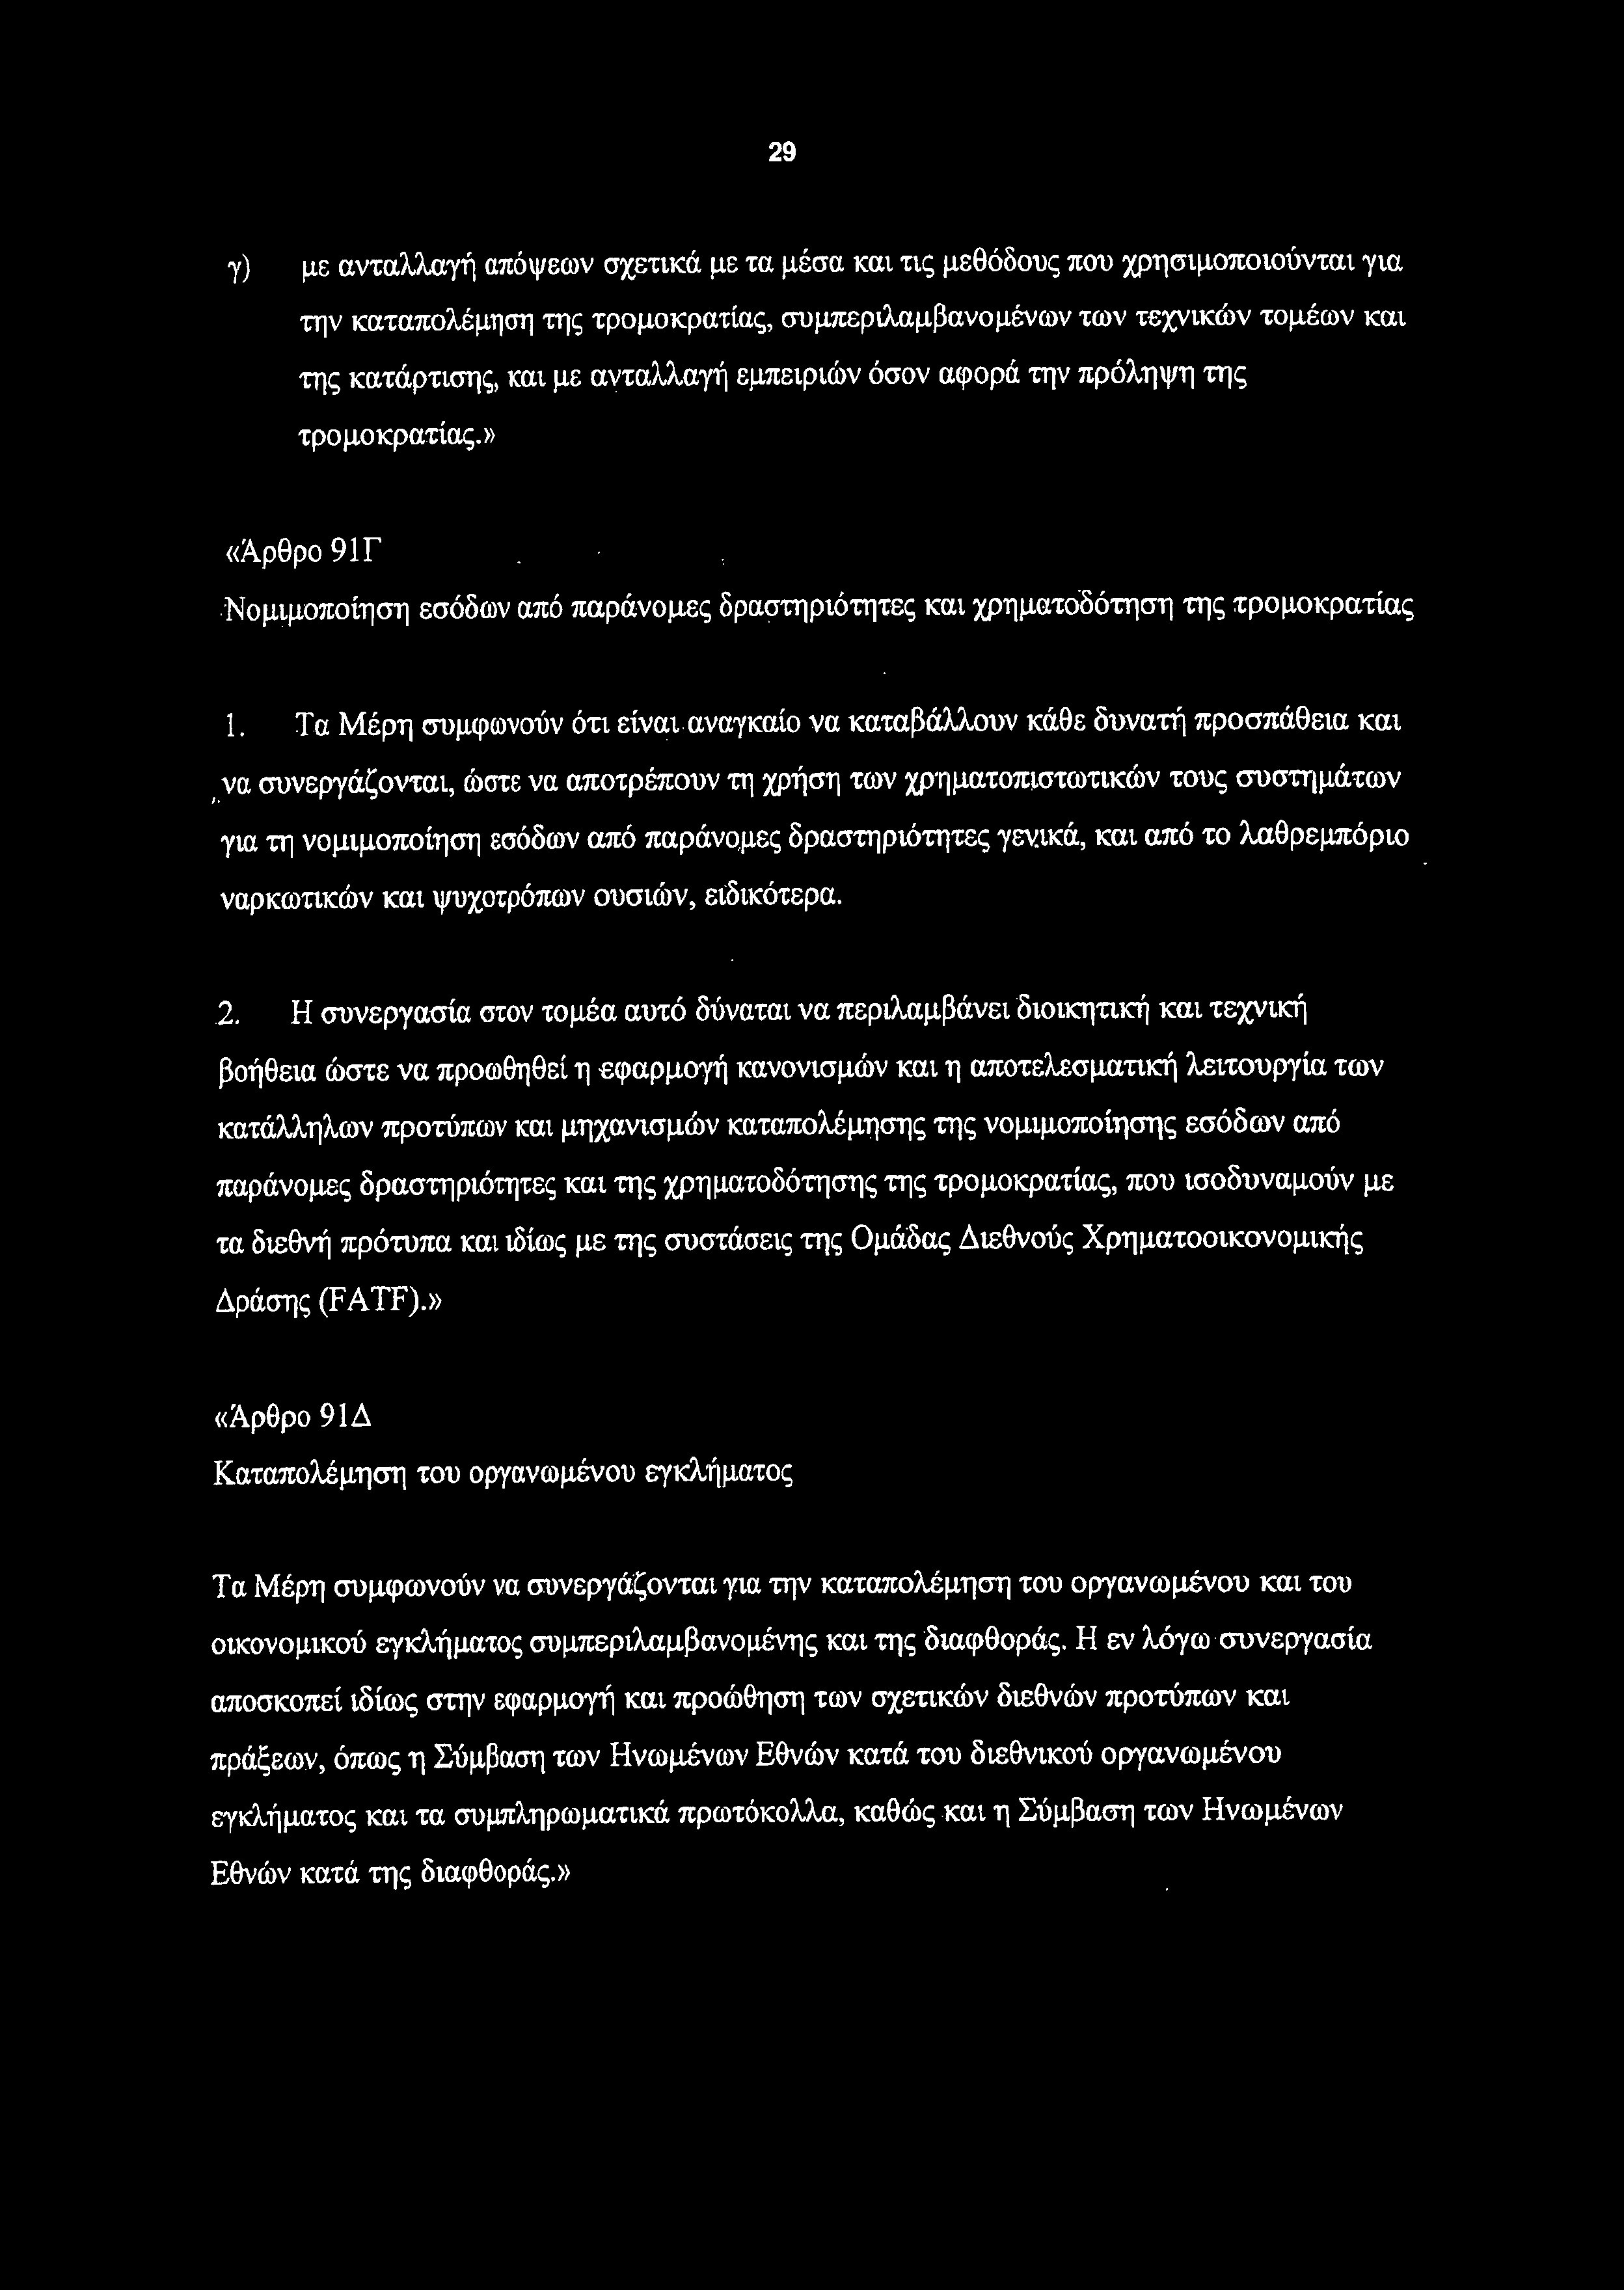 29
γ) με ανταλλαγή απόψεων σχετικά με τα μέσα και τις μεθόδους που χρησιμοποιούνται για
την καταπολέμηση της τρομοκρατίας, συμπεριλαμβανομένων των τεχνικών τομέων και
της κατάρτισης, και με ανταλλαγή εμπειριών όσον αφορά την πρόληψη της
τρομοκρατίας.»
«Άρθρο 91Γ
Νομιμοποίηση εσόδων από παράνομες δραστηριότητες και χρηματοδότηση της τρομοκρατίας
1. Τα Μέρη συμφωνούν ότι είναι αναγκαίο να καταβάλλουν κάθε δυνατή προσπάθεια και
να συνεργάζονται, ώστε να αποτρέπουν τη χρήση των χρηματοπιστωτικών τους συστημάτων
για τη νομιμοποίηση εσόδων από παράνομες δραστηριότητες γενικά, και από το λαθρεμπόριο
ναρκωτικών και ψυχοτρόπων ουσιών, ειδικότερα.
2. Η συνεργασία στον τομέα αυτό δύναται να περιλαμβάνει διοικητική και τεχνική
βοήθεια ώστε να προωθηθεί η εφαρμογή κανονισμών και η αποτελεσματική λειτουργία των
κατάλληλων προτύπων και μηχανισμών καταπολέμησης της νομιμοποίησης εσόδων από
παράνομες δραστηριότητες και της χρηματοδότησης της τρομοκρατίας, που ισοδυναμούν με
τα διεθνή πρότυπα και ιδίως με της συστάσεις της Ομάδας Διεθνούς Χρηματοοικονομικής
Δράσης (FATF).»
«Άρθρο 91Δ
Καταπολέμηση του οργανωμένου εγκλήματος
Τα Μέρη συμφωνούν να συνεργάζονται για την καταπολέμηση του οργανωμένου και του
οικονομικού εγκλήματος συμπεριλαμβανομένης και της διαφθοράς. Η εν λόγω συνεργασία
αποσκοπεί ιδίως στην εφαρμογή και προώθηση των σχετικών διεθνών προτύπων και
πράξεων, όπως η Σύμβαση των Ηνωμένων Εθνών κατά του διεθνικού οργανωμένου
εγκλήματος και τα συμπληρωματικά πρωτόκολλα, καθώς και η Σύμβαση των Ηνωμένων
Εθνών κατά της διαφθοράς.»